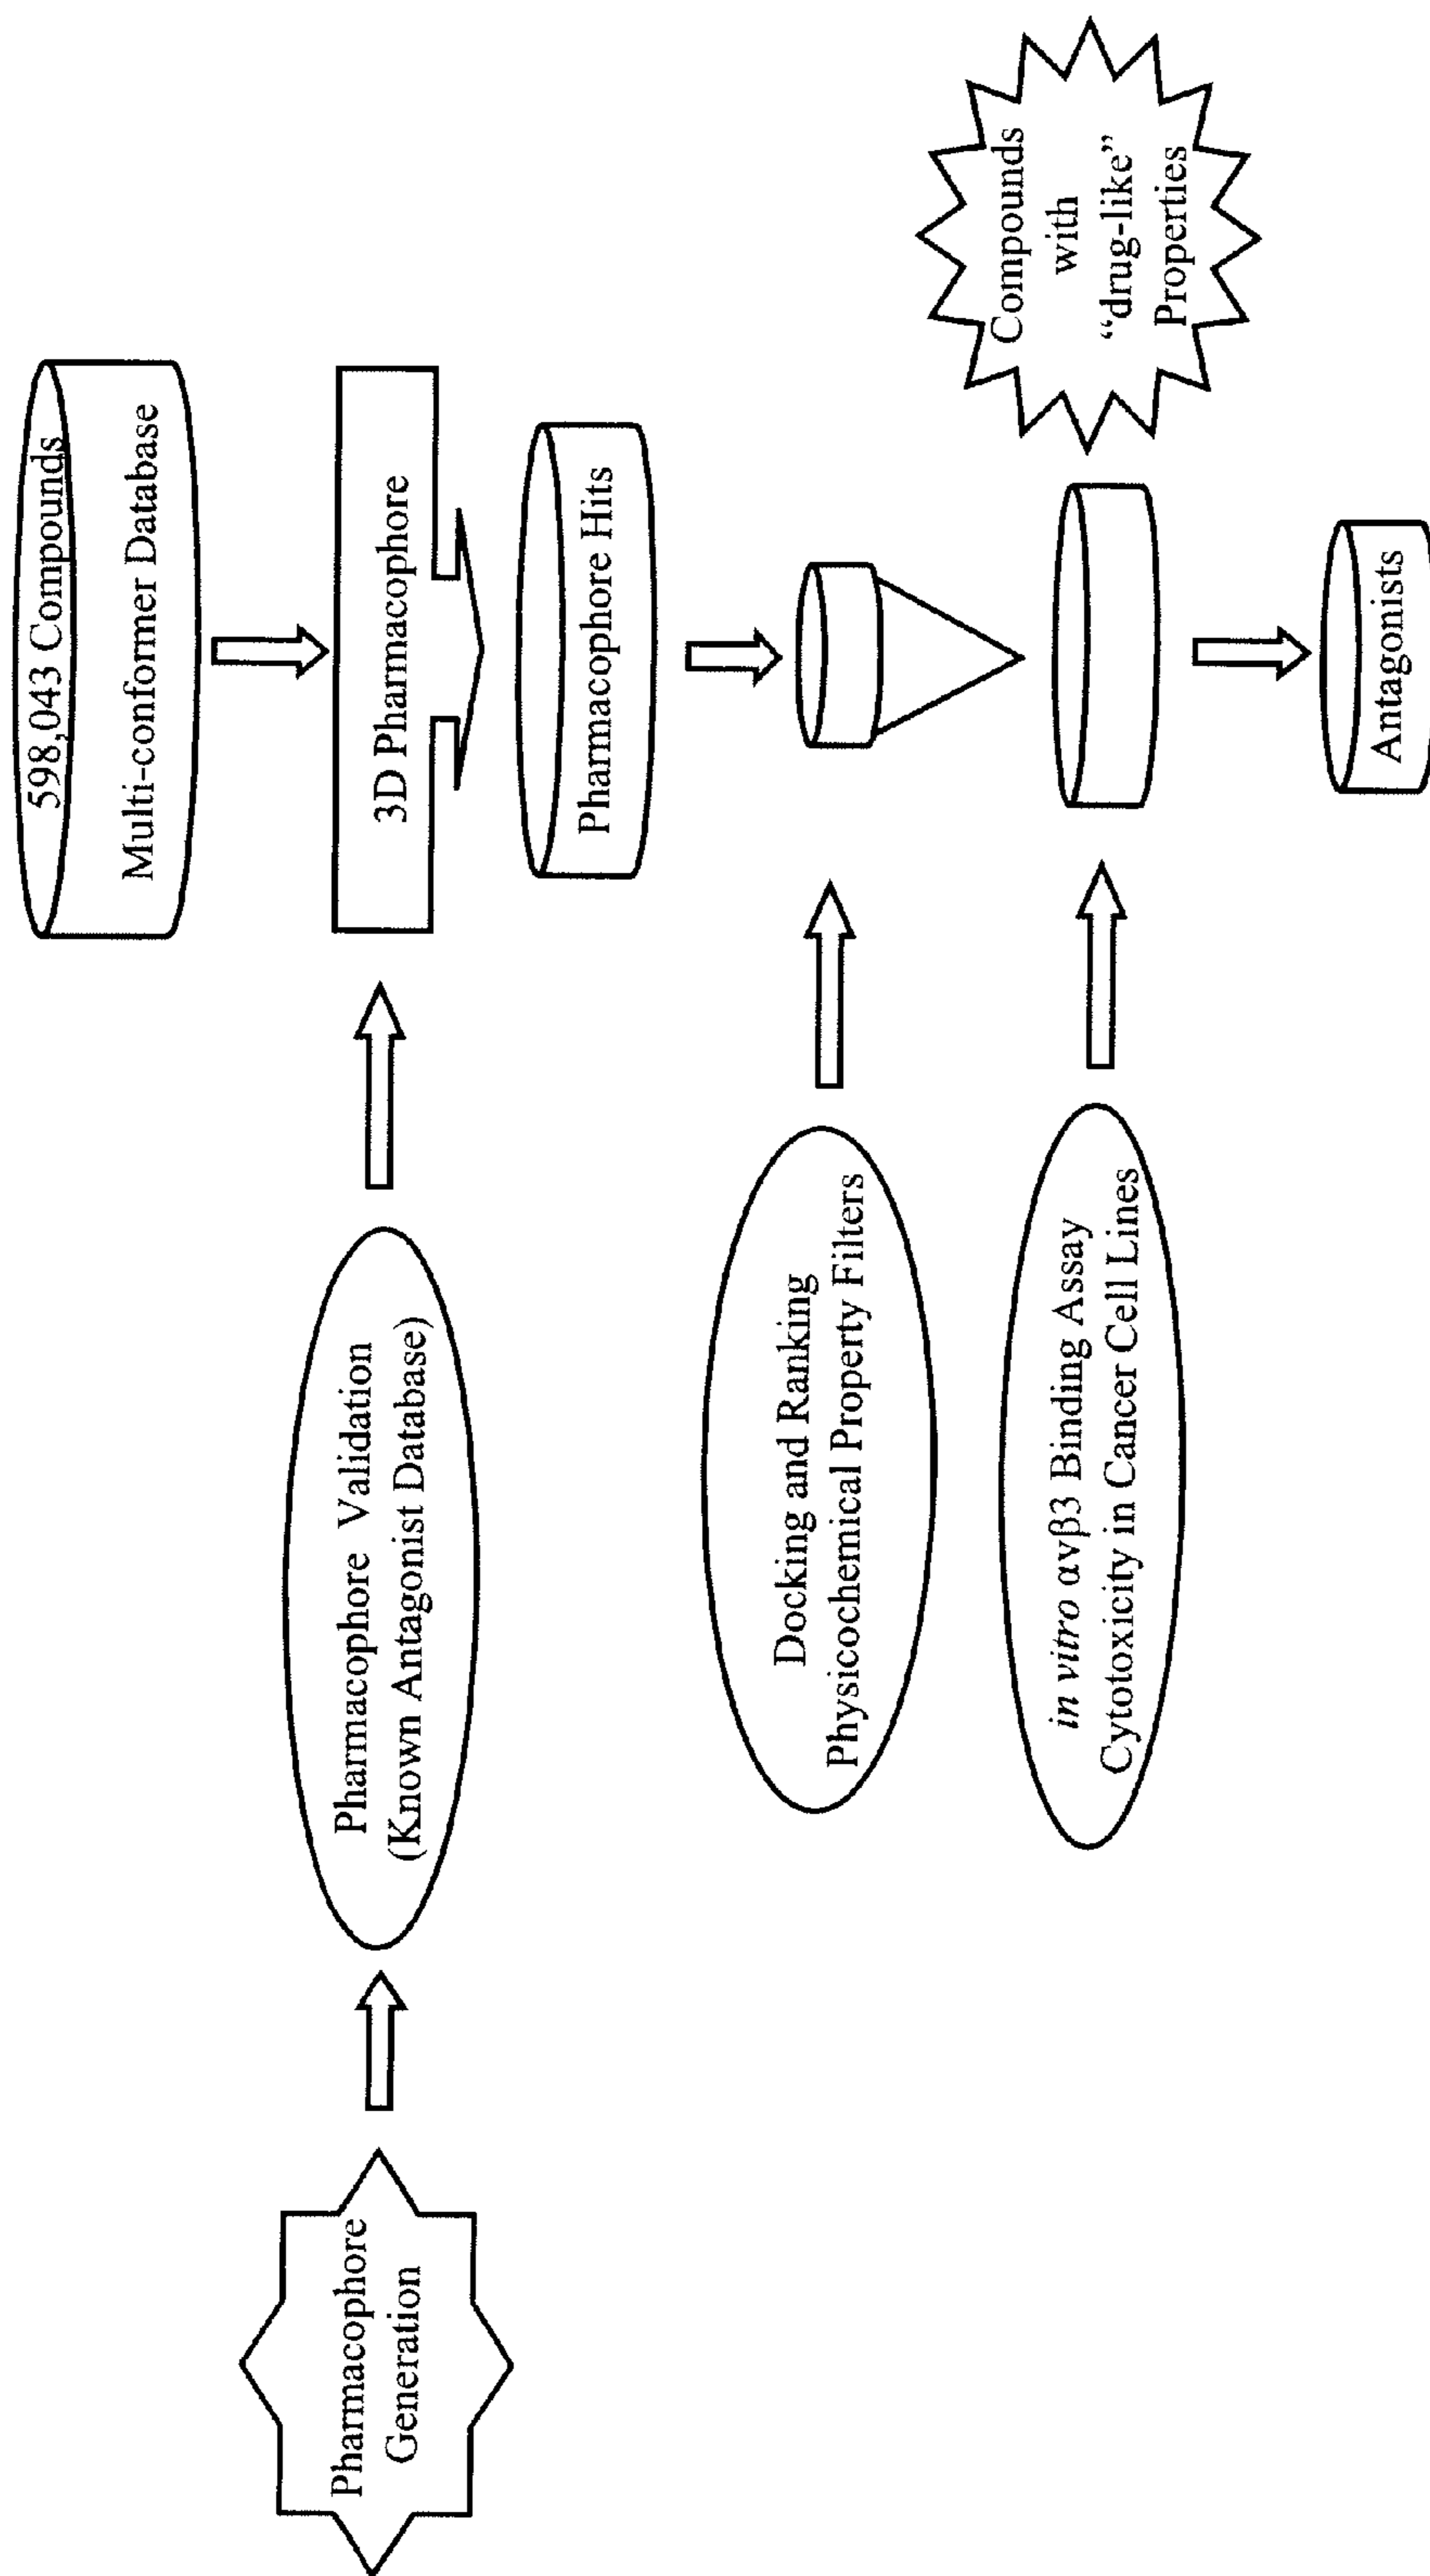 598,043 Compounds
Multi-conformer Database
Pharmacophore
Generation
Pharmacophore Validation
(Known Antagonist Database)
3D Pharmacophore
Pharmacophore Hits
Docking and Ranking
Physicochemical Property Filters
in vitro αvβ3 Binding Assay
Cytotoxicity in Cancer Cell Lines
Compounds
with
“drug-like”
Properties
Antagonists